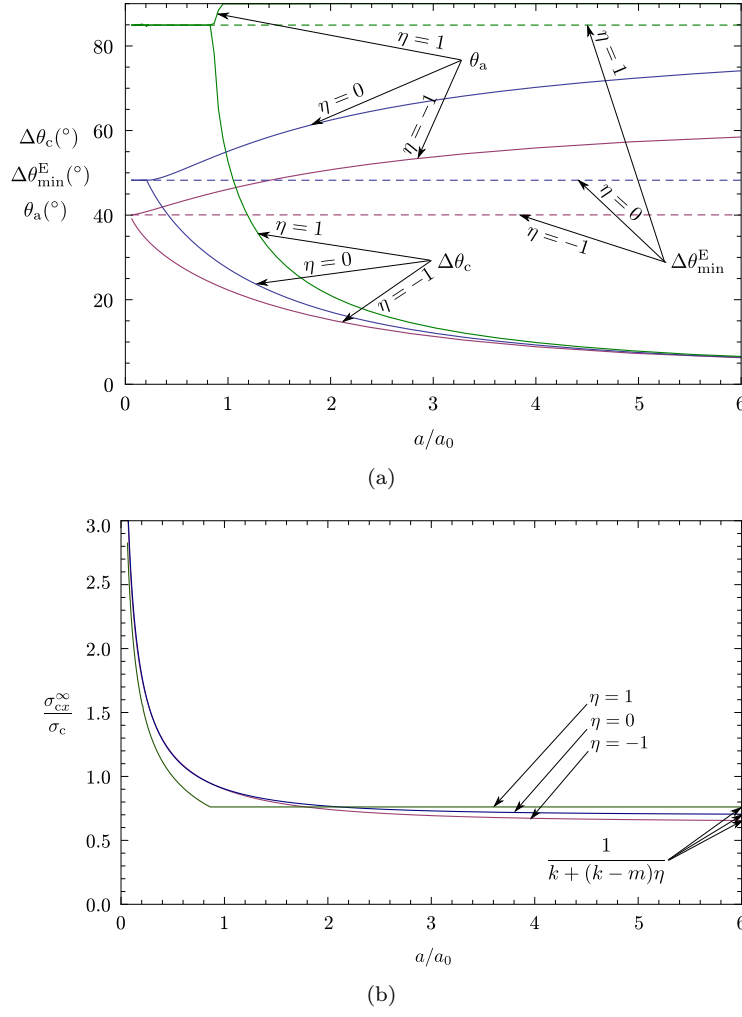 80
η = 1
θa
η = 1
η = 0
60
η = −1
Δθc(°)
ΔθEmin(°)
θa(°)
40
η = 1
η = 0
η = −1
η = 0
Δθc
η = −1
ΔθEmin
20
0
0 1 2 3 4 5 6
a/a0
(a)
3.0
2.5
2.0
σ∞cx
σc
1.5
η = 1
η = 0
η = −1
1.0
0.5
1
k + (k − m)η
0.0
0 1 2 3 4 5 6
a/a0
(b)